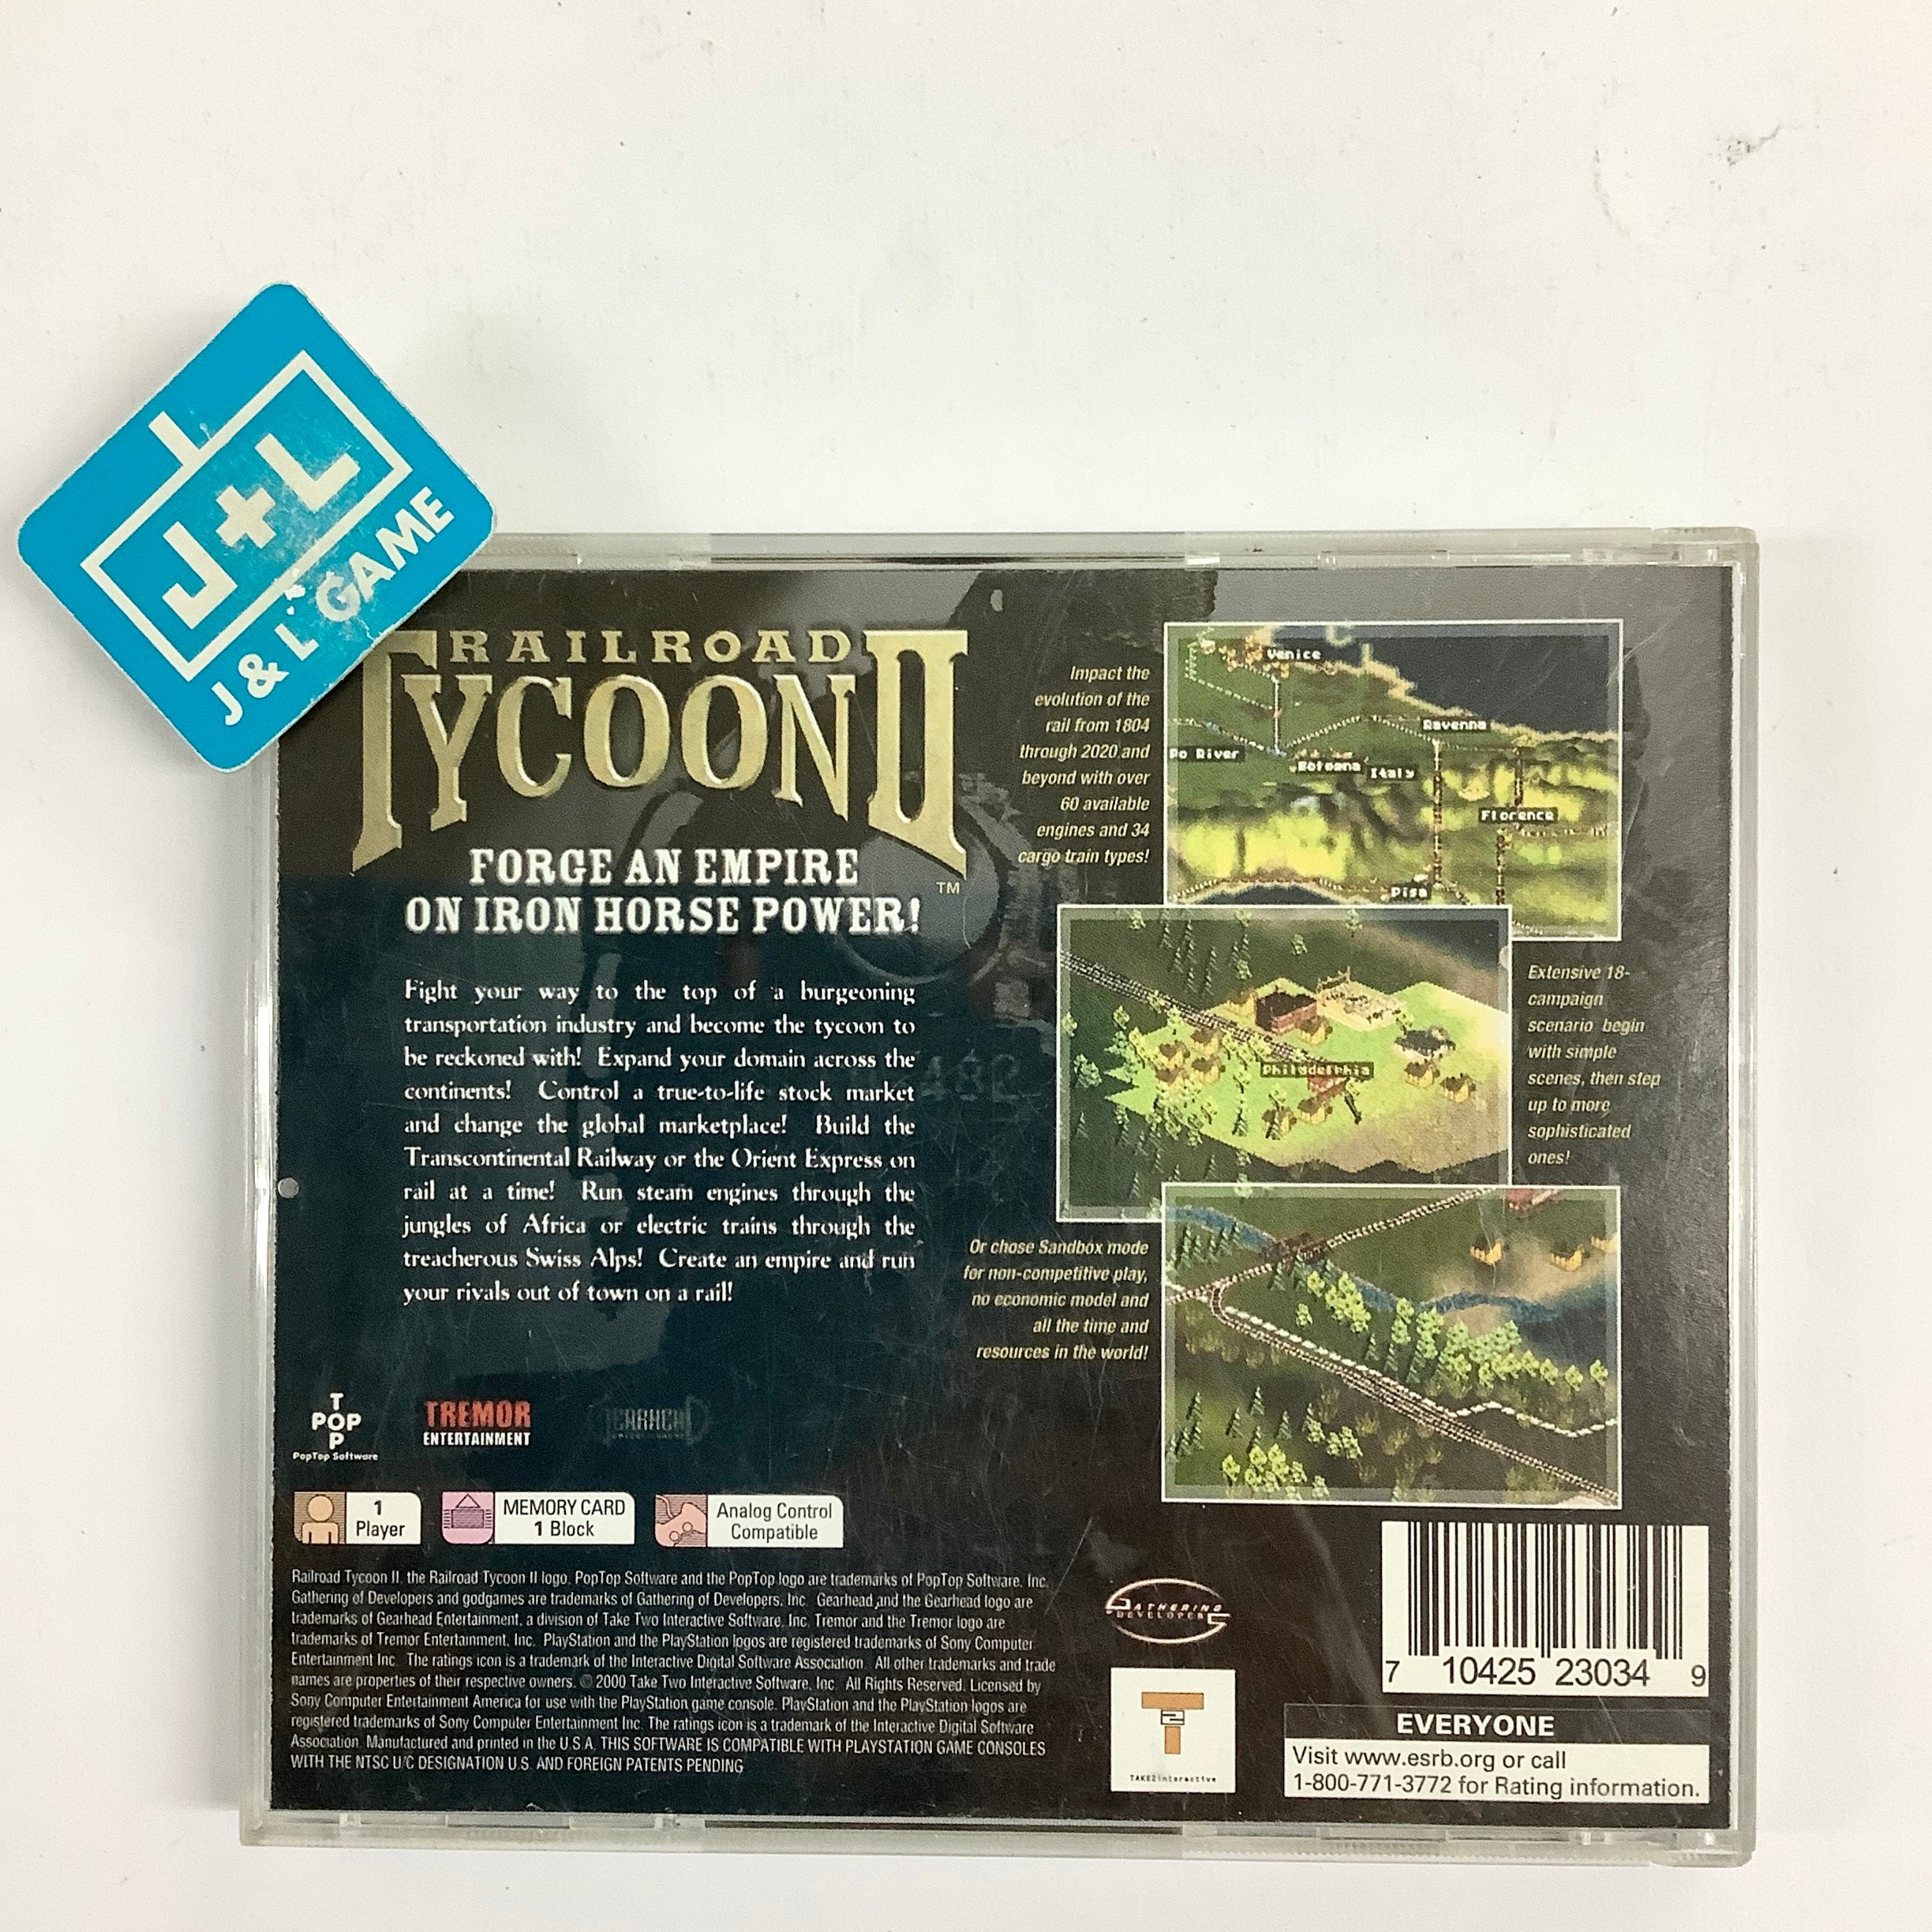 J+L
J & L GAME
RAILROAD
TYCOON II
TM
FORGE AN EMPIRE
ON IRON HORSE POWER!
Fight your way to the top of a burgeoning
transportation industry and become the tycoon to
be reckoned with! Expand your domain across the
continents! Control a true-to-life stock market
and change the global marketplace! Build the
Transcontinental Railway or the Orient Express on
rail at a time! Run steam engines through the
jungles of Africa or electric trains through the
treacherous Swiss Alps! Create an empire and run
your rivals out of town on a rail!
Impact the
evolution of the
rail from 1804
through 2020 and
beyond with over
60 available
engines and 34
cargo train types!
Venice
Ravenna
Po River
Bologna
Italy
Florence
Pisa
Philadelphia
Extensive 18-
campaign
scenario begin
with simple
scenes, then step
up to more
sophisticated
ones!
Or chose Sandbox mode
for non-competitive play,
no economic model and
all the time and
resources in the world!
TOP
POP
PopTop Software
TREMOR
ENTERTAINMENT
GEARHEAD
1
Player
MEMORY CARD
1 Block
Analog Control
Compatible
Railroad Tycoon II, the Railroad Tycoon II logo, PopTop Software and the PopTop logo are trademarks of PopTop Software, Inc.
Gathering of Developers and godgames are trademarks of Gathering of Developers, Inc. Gearhead and the Gearhead logo are
trademarks of Gearhead Entertainment, a division of Take Two Interactive Software, Inc. Tremor and the Tremor logo are
trademarks of Tremor Entertainment, Inc. PlayStation and the PlayStation logos are registered trademarks of Sony Computer
Entertainment Inc. The ratings icon is a trademark of the Interactive Digital Software Association. All other trademarks and trade
names are properties of their respective owners. © 2000 Take Two Interactive Software, Inc. All Rights Reserved. Licensed by
Sony Computer Entertainment America for use with the PlayStation game console. PlayStation and the PlayStation logos are
registered trademarks of Sony Computer Entertainment Inc. The ratings icon is a trademark of the Interactive Digital Software
Association. Manufactured and printed in the U.S.A. THIS SOFTWARE IS COMPATIBLE WITH PLAYSTATION GAME CONSOLES
WITH THE NTSC U/C DESIGNATION U.S. AND FOREIGN PATENTS PENDING
GATHERING
OF DEVELOPERS
T2
TAKE2interactive
7 10425 23034 9
EVERYONE
Visit www.esrb.org or call
1-800-771-3772 for Rating information.